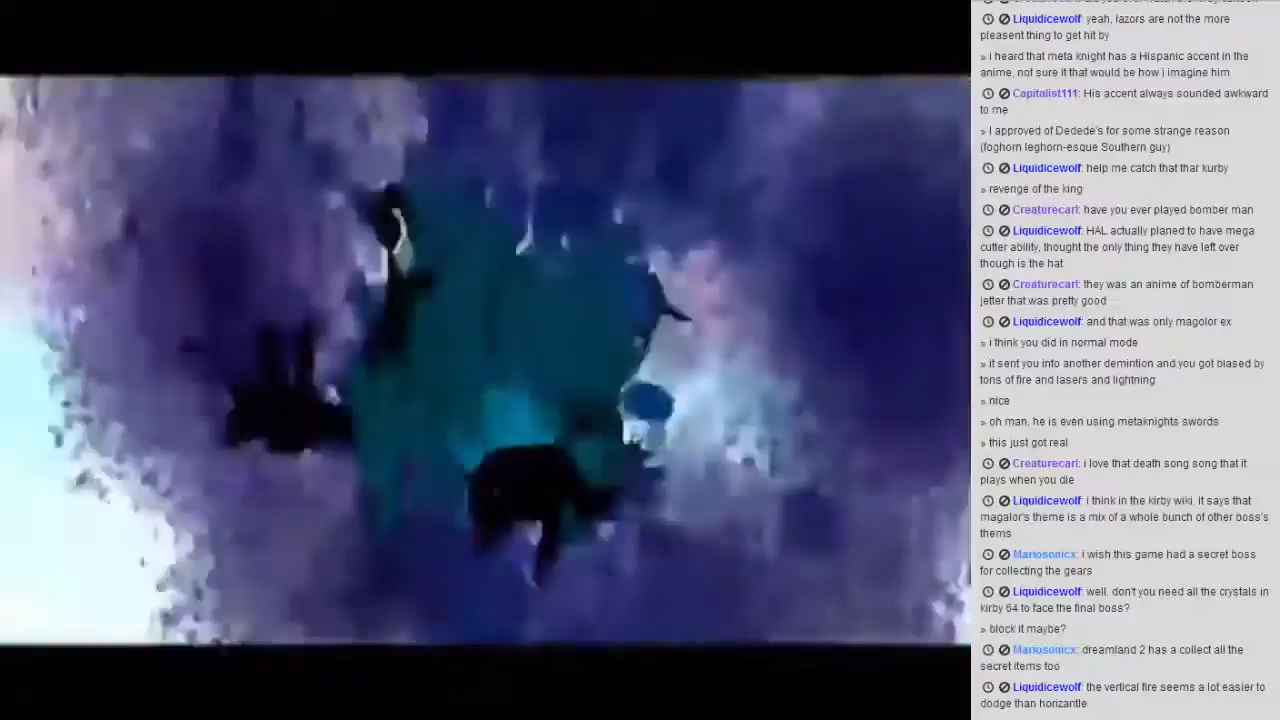 Liquidicewolf: yeah, lazors are not the more
pleasent thing to get hit by
» i heard that meta knight has a Hispanic accent in the
anime, not sure it that would be how i imagine him
Capitalist111: His accent always sounded awkward
to me
» I approved of Dedede's for some strange reason
(foghorn leghorn-esque Southern guy)
Liquidicewolf: help me catch that thar kurby
» revenge of the king
Creaturecarl: have you ever played bomber man
Liquidicewolf: HAL actually planed to have mega
cutter ability, thought the only thing they have left over
though is the hat
Creaturecarl: they was an anime of bomberman
jetter that was pretty good
Liquidicewolf: and that was only magolor ex
» i think you did in normal mode
» it sent you into another demintion and you got blased by
tons of fire and lasers and lightning
» nice
» oh man, he is even using metaknights swords
» this just got real
Creaturecarl: i love that death song song that it
plays when you die
Liquidicewolf: i think in the kirby wiki, it says that
magalor's theme is a mix of a whole bunch of other boss's
thems
Mariosonicx: i wish this game had a secret boss
for collecting the gears
Liquidicewolf: well, don't you need all the crystals in
kirby 64 to face the final boss?
» block it maybe?
Mariosonicx: dreamland 2 has a collect all the
secret items too
Liquidicewolf: the vertical fire seems a lot easier to
dodge than horizantle